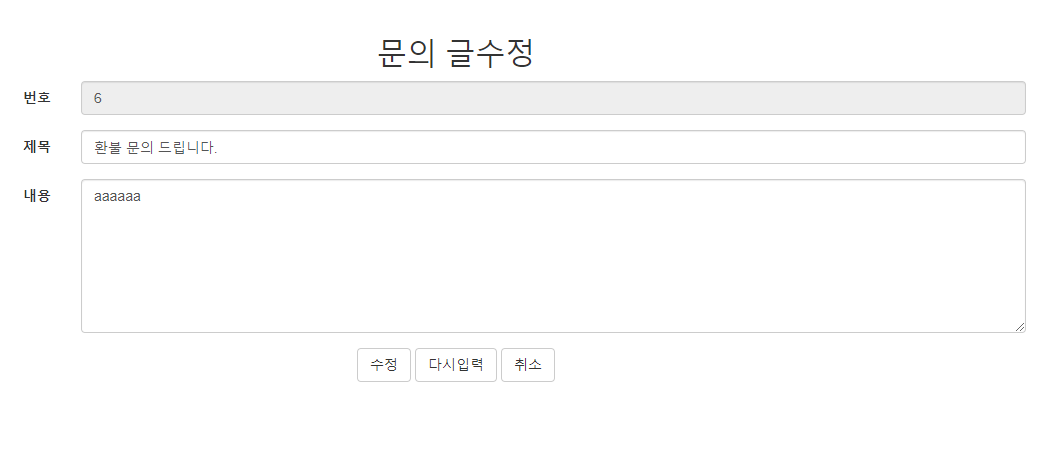 문의 글수정
번호 6
제목 환불 문의 드립니다.
내용 aaaaaa
수정 다시입력 취소